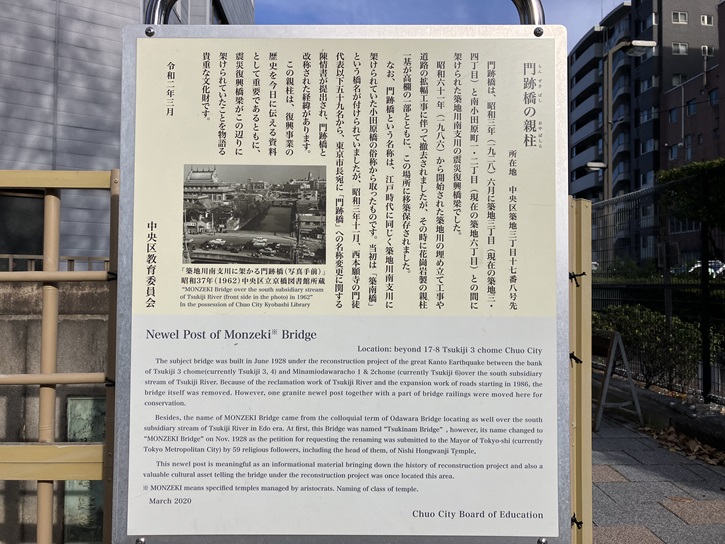 門跡橋の親柱
もんぜきばし おやばしら
所在地 中央区築地三丁目十七番八号先
門跡橋は、昭和三年（一九二八）六月に築地三丁目（現在の築地三・
四丁目）と南小田原町一・二丁目（現在の築地六丁目）との間に
架けられた築地川南支川の震災復興橋梁でした。
昭和六十一年（一九八六）から開始された築地川の埋め立て工事や
道路の拡幅工事に伴って撤去されましたが、その時に花崗岩製の親柱
一基が高欄の一部とともに、この場所に移築保存されました。
なお、門跡橋という名称は、江戸時代に同じく築地川南支川に
架けられていた小田原橋の俗称から取ったものです。当初は「築南橋」
という橋名が付けられていましたが、昭和三年十一月、西本願寺の門徒
代表以下五十九名から、東京市長宛に「門跡橋」への名称変更に関する
陳情書が提出され、門跡橋と
改称された経緯があります。
この親柱は、復興事業の
歴史を今日に伝える資料
として重要であるとともに、
震災復興橋梁がこの辺りに
架けられていたことを物語る
貴重な文化財です。
令和二年三月
中央区教育委員会
「築地川南支川に架かる門跡橋（写真手前）」
昭和37年（1962）中央区立京橋図書館所蔵
"MONZEKI Bridge over the south subsidiary stream
of Tsukiji River (front side in the photo) in 1962"
In the possession of Chuo City Kyobashi Library
Newel Post of Monzeki※ Bridge
Location: beyond 17-8 Tsukiji 3 chome Chuo City
The subject bridge was built in June 1928 under the reconstruction project of the great Kanto Earthquake between the bank
of Tsukiji 3 chome(currently Tsukiji 3, 4) and Minamiodawaracho 1 & 2chome (currently Tsukiji 6)over the south subsidiary
stream of Tsukiji River. Because of the reclamation work of Tsukiji River and the expansion work of roads starting in 1986, the
bridge itself was removed. However, one granite newel post together with a part of bridge railings were moved here for
conservation.
Besides, the name of MONZEKI Bridge came from the colloquial term of Odawara Bridge locating as well over the south
subsidiary stream of Tsukiji River in Edo era. At first, this Bridge was named "Tsukinam Bridge" , however, its name changed to
"MONZEKI Bridge" on Nov. 1928 as the petition for requesting the renaming was submitted to the Mayor of Tokyo-shi (currently
Tokyo Metropolitan City) by 59 religious followers, including the head of them, of Nishi Hongwanji Temple.
This newel post is meaningful as an informational material bringing down the history of reconstruction project and also a
valuable cultural asset telling the bridge under the reconstruction project was once located this area.
※ MONZEKI means specified temples managed by aristocrats. Naming of class of temple.
March 2020
Chuo City Board of Education